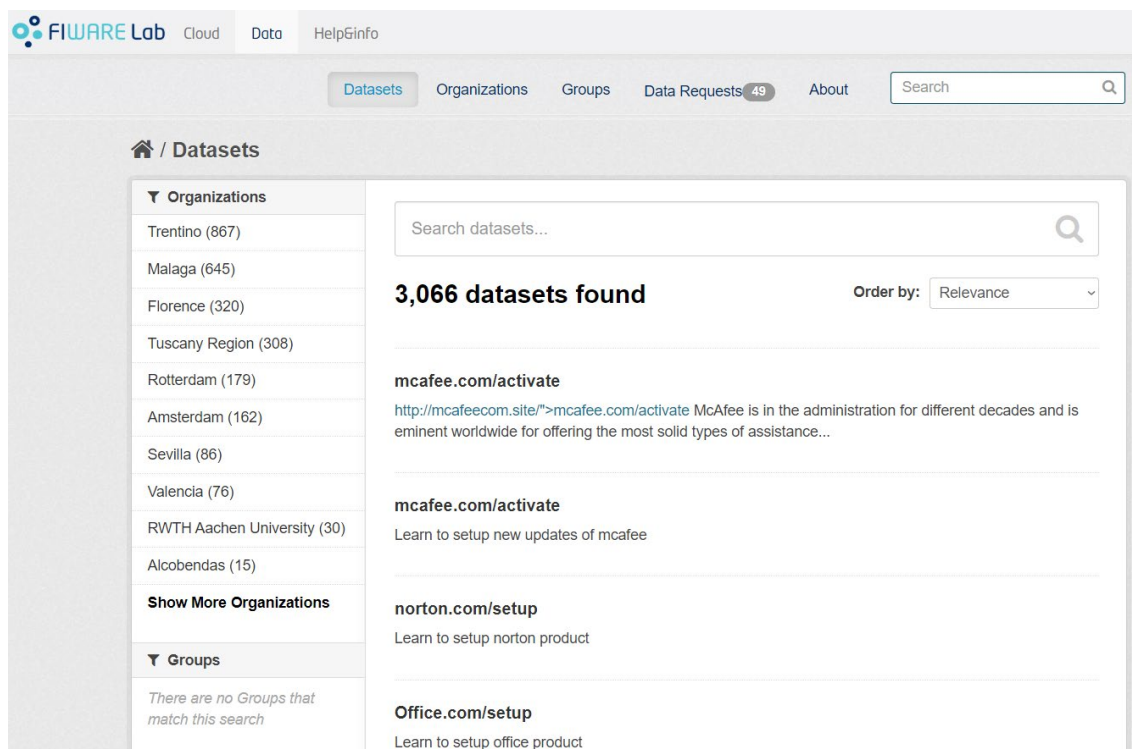 FIWARE Lab Cloud Data Help&info
Datasets Organizations Groups Data Requests 49 About Search
/ Datasets
Organizations
Trentino (867)
Malaga (645)
Florence (320)
Tuscany Region (308)
Rotterdam (179)
Amsterdam (162)
Sevilla (86)
Valencia (76)
RWTH Aachen University (30)
Alcobendas (15)
Show More Organizations
Groups
There are no Groups that
match this search
Search datasets...
3,066 datasets found
Order by: Relevance
mcafee.com/activate
http://mcafeecom.site/">mcafee.com/activate McAfee is in the administration for different decades and is
eminent worldwide for offering the most solid types of assistance...
mcafee.com/activate
Learn to setup new updates of mcafee
norton.com/setup
Learn to setup norton product
Office.com/setup
Learn to setup office product